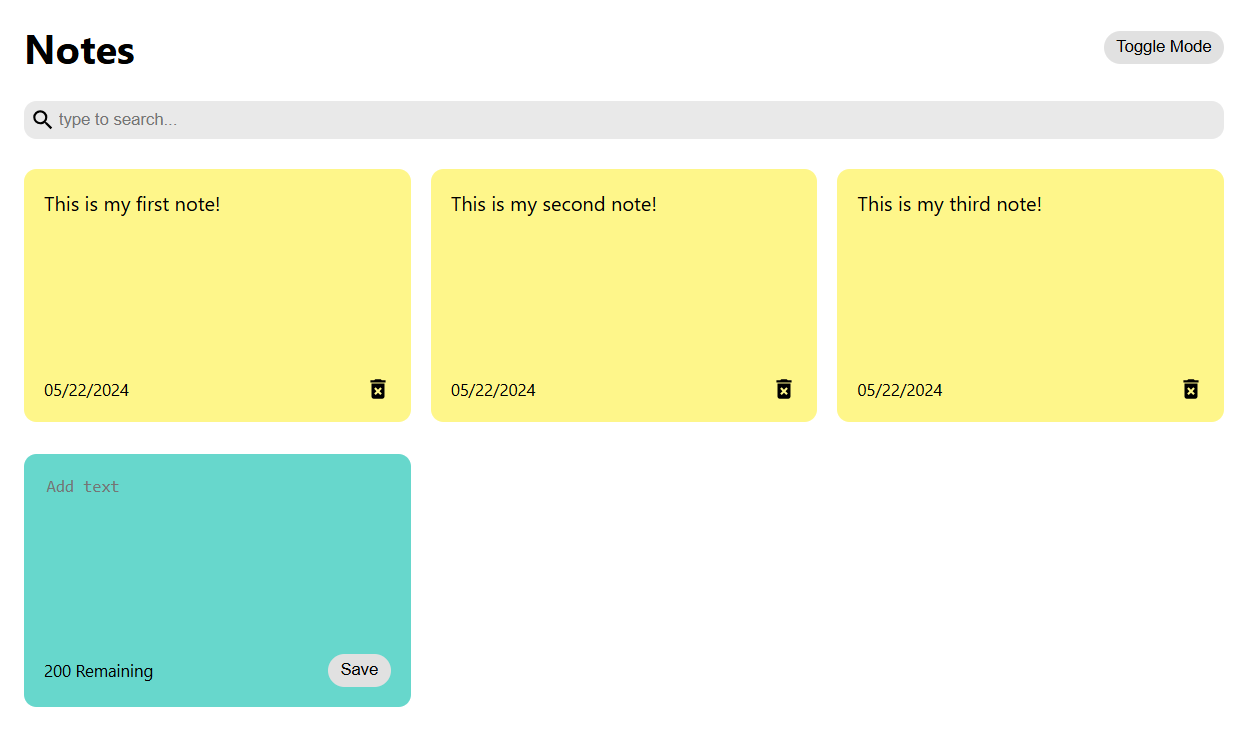 Notes
Toggle Mode
type to search...
This is my first note!
This is my second note!
This is my third note!
05/22/2024
05/22/2024
05/22/2024
Add text
200 Remaining
Save